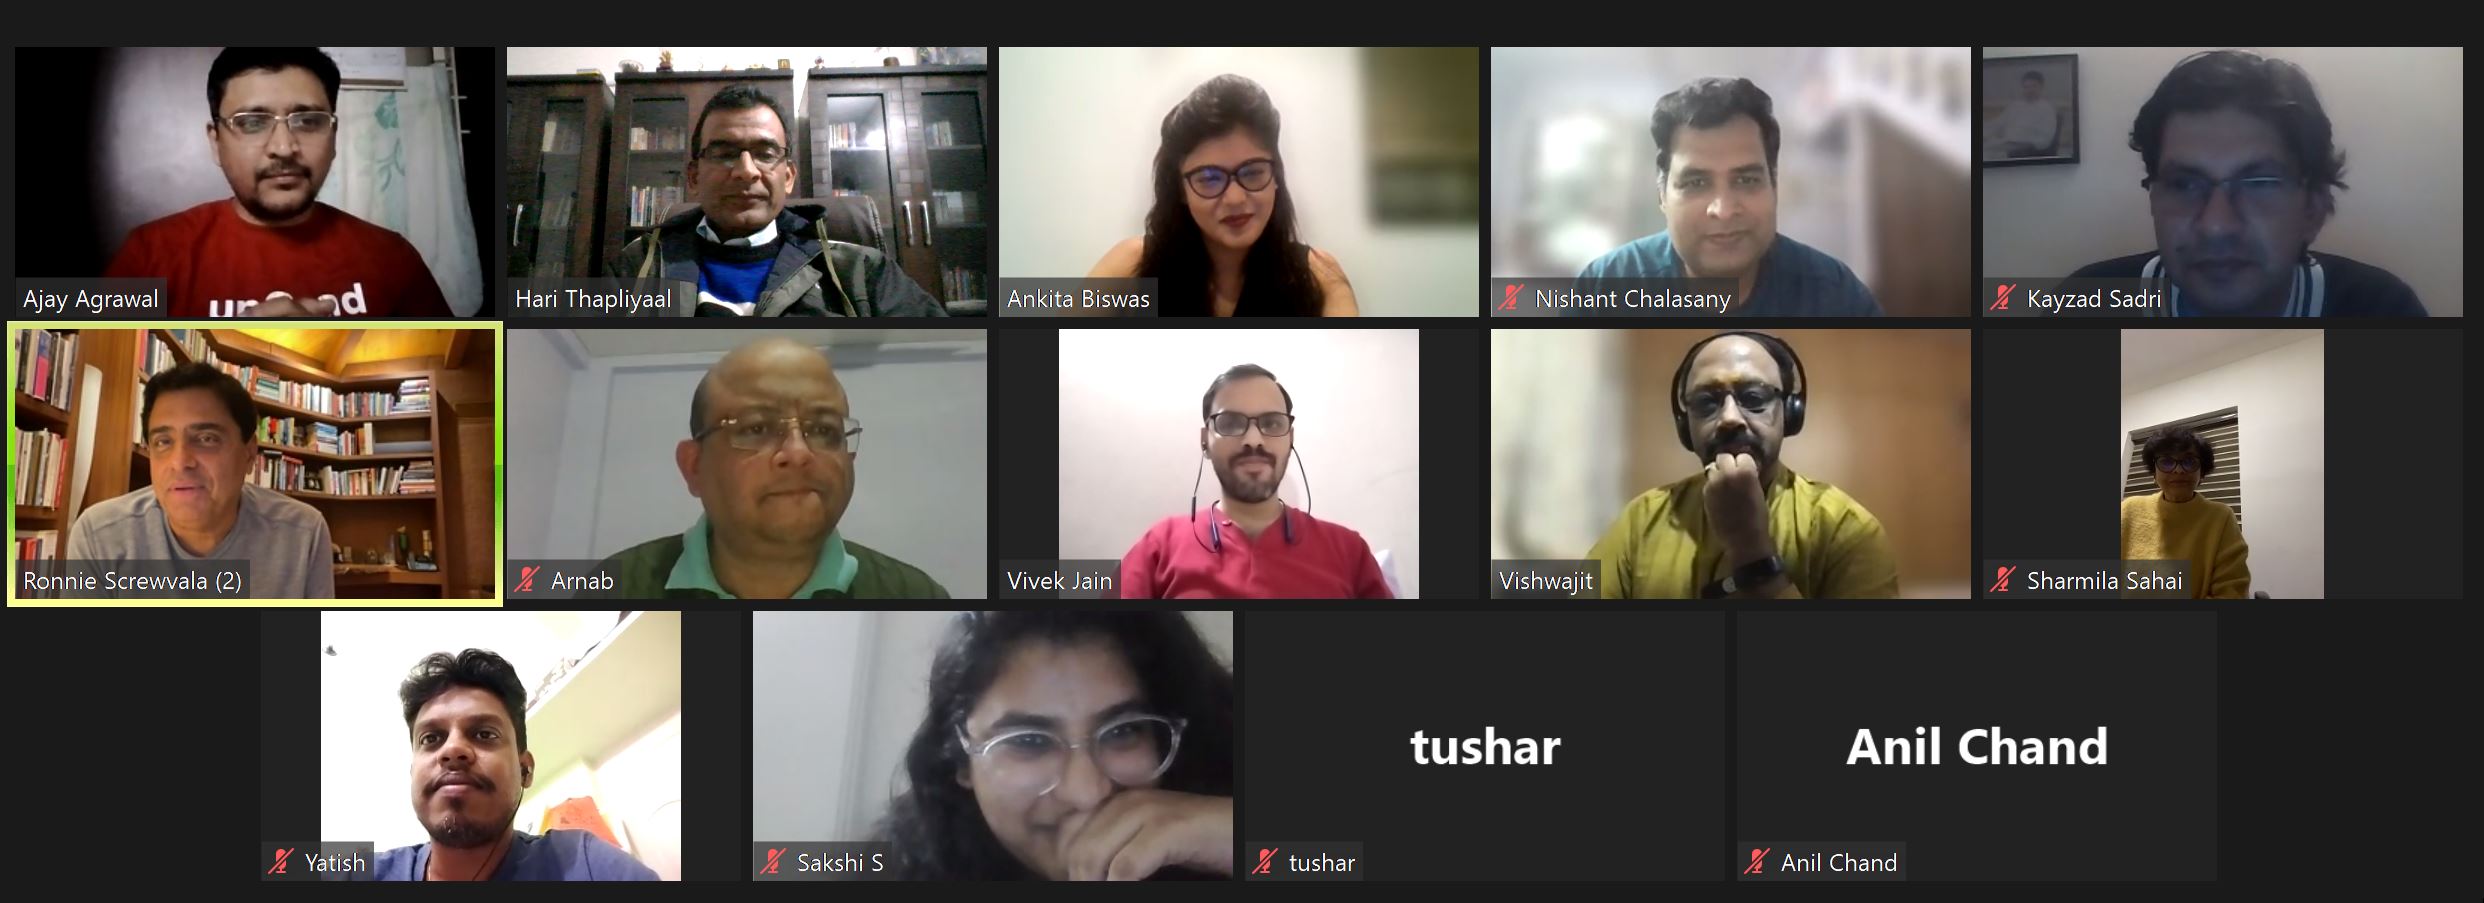 Ajay Agrawal
Hari Thapliyaal
Ankita Biswas
Nishant Chalasany
Kayzad Sadri
Ronnie Screwvala (2)
Arnab
Vivek Jain
Vishwajit
Sharmila Sahai
Yatish
Sakshi S
tushar
tushar
Anil Chand
Anil Chand